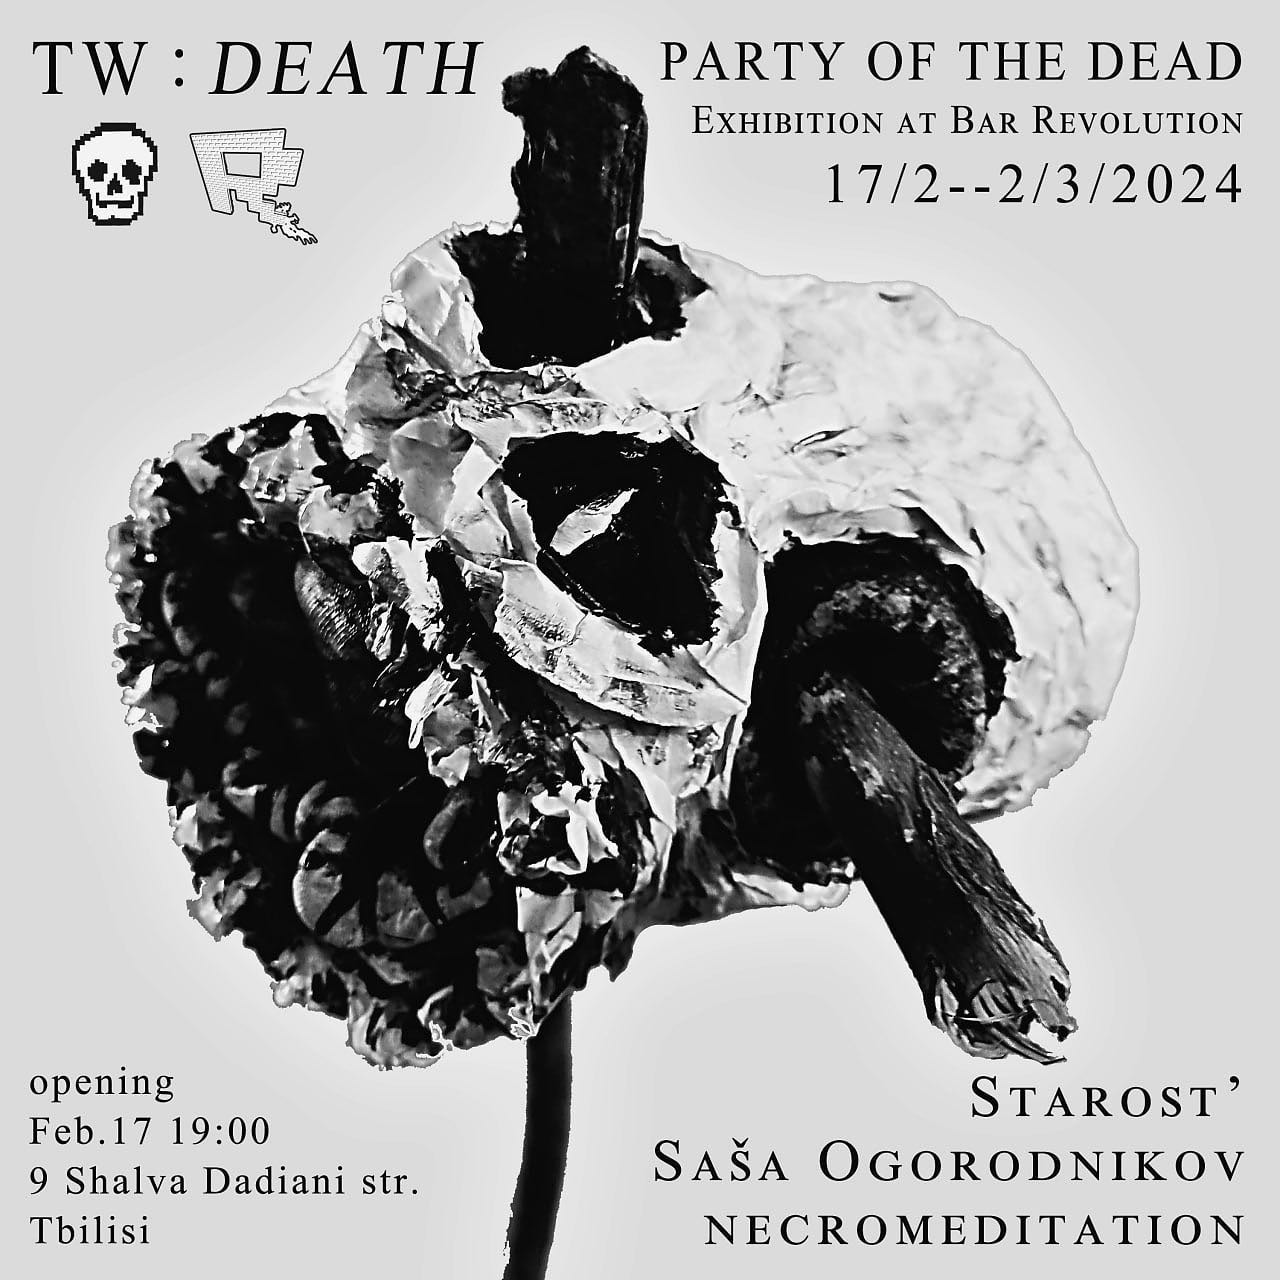 TW : DEATH
PARTY OF THE DEAD
EXHIBITION AT BAR REVOLUTION
17/2--2/3/2024
R
opening
Feb.17 19:00
9 Shalva Dadiani str.
Tbilisi
STAROST’
SAŠA OGORODNIKOV
NECROMEDITATION